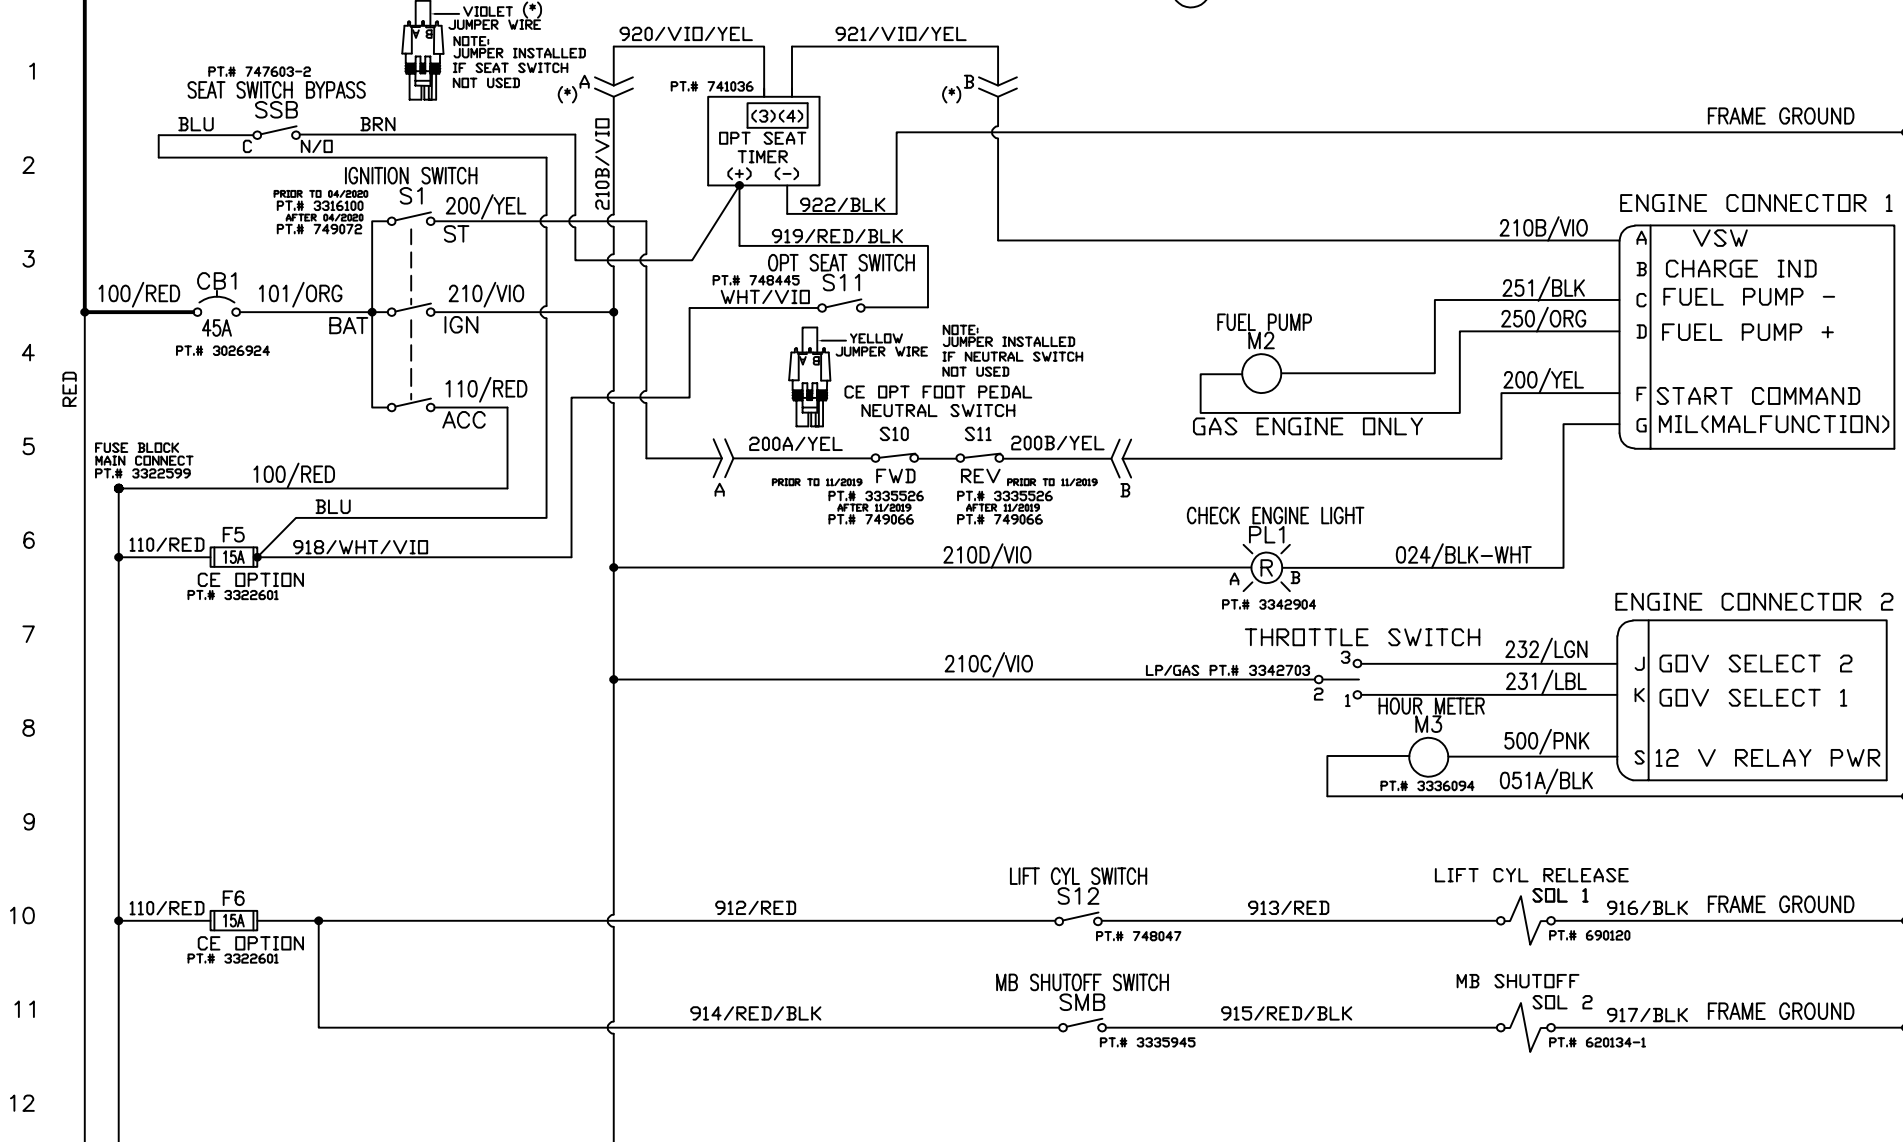 VIOLET (*)
JUMPER WIRE
NOTE:
JUMPER INSTALLED
IF SEAT SWITCH
NOT USED
A B
920/VIO/YEL
921/VIO/YEL
1
PT.# 747603-2
SEAT SWITCH BYPASS
SSB
(*) A
PT.# 741036
(*) B
BLU
BRN
C
N/O
210B/VIO
(3)(4)
OPT SEAT
TIMER
(+) (-)
FRAME GROUND
2
IGNITION SWITCH
S1
PRIOR TO 04/2020
PT.# 3316100
AFTER 04/2020
PT.# 749072
200/YEL
ST
922/BLK
ENGINE CONNECTOR 1
919/RED/BLK
210B/VIO
A VSW
3
OPT SEAT SWITCH
PT.# 748445
S11
WHT/VIO
B CHARGE IND
100/RED
CB1
45A
PT.# 3026924
101/ORG
BAT
210/VIO
IGN
251/BLK
C FUEL PUMP -
250/ORG
D FUEL PUMP +
FUEL PUMP
M2
4
RED
YELLOW
JUMPER WIRE
A B
NOTE:
JUMPER INSTALLED
IF NEUTRAL SWITCH
NOT USED
110/RED
ACC
CE OPT FOOT PEDAL
NEUTRAL SWITCH
200/YEL
F START COMMAND
GAS ENGINE ONLY
G MIL(MALFUNCTION)
5
FUSE BLOCK
MAIN CONNECT
PT.# 3322599
100/RED
A
200A/YEL
S10
FWD
S11
REV
200B/YEL
B
PRIOR TO 11/2019
PT.# 3335526
AFTER 11/2019
PT.# 749066
PRIOR TO 11/2019
PT.# 3335526
AFTER 11/2019
PT.# 749066
BLU
6
110/RED
F5
15A
918/WHT/VIO
CE OPTION
PT.# 3322601
CHECK ENGINE LIGHT
PL1
210D/VIO
A R B
024/BLK-WHT
PT.# 3342904
ENGINE CONNECTOR 2
7
THROTTLE SWITCH
210C/VIO
LP/GAS PT.# 3342703
3
2
1
232/LGN
J GOV SELECT 2
231/LBL
K GOV SELECT 1
8
HOUR METER
M3
500/PNK
S 12 V RELAY PWR
PT.# 3336094
051A/BLK
9
10
110/RED
F6
15A
CE OPTION
PT.# 3322601
912/RED
LIFT CYL SWITCH
S12
PT.# 748047
913/RED
LIFT CYL RELEASE
SOL 1
PT.# 690120
916/BLK
FRAME GROUND
11
914/RED/BLK
MB SHUTOFF SWITCH
SMB
PT.# 3335945
915/RED/BLK
MB SHUTOFF
SOL 2
PT.# 620134-1
917/BLK
FRAME GROUND
12